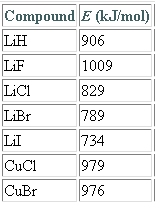 Compound E (kJ/mol)
LiH 906
LiF 1009
LiCl 829
LiBr 789
LiI 734
CuCl 979
CuBr 976